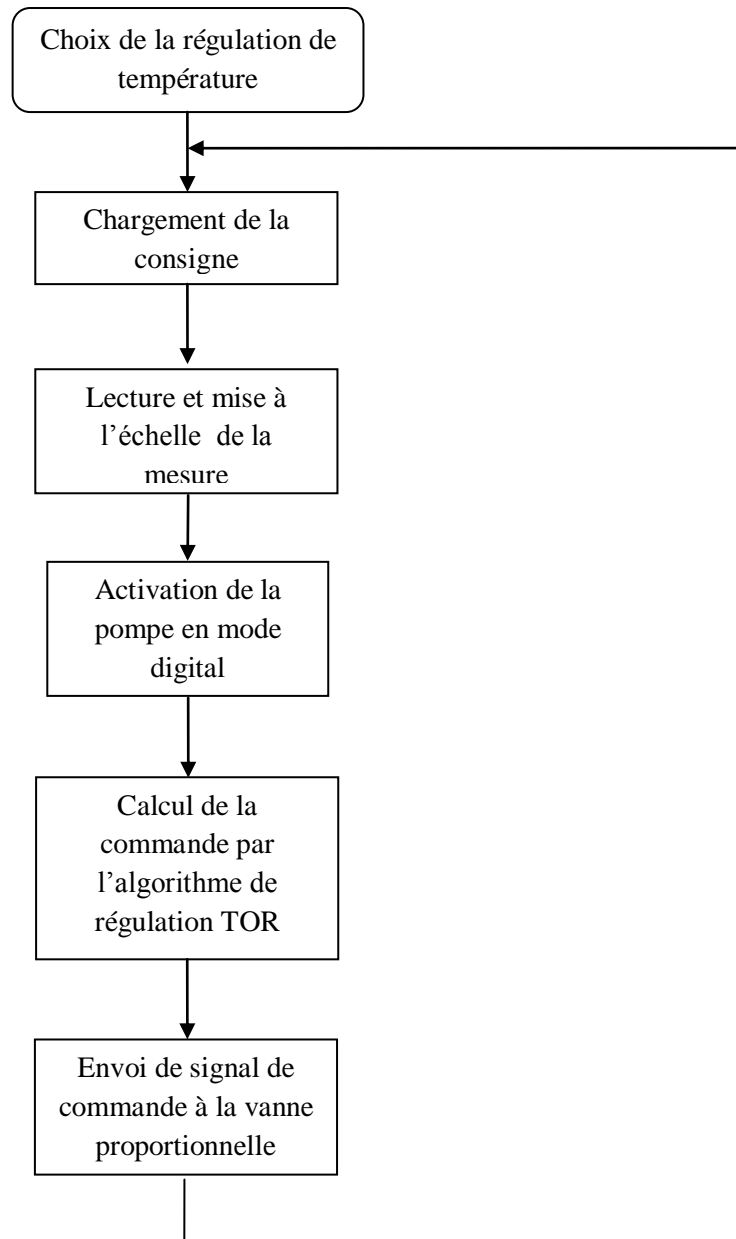 Choix de la régulation de
température
Chargement de la
consigne
Lecture et mise à
l’échelle  de la
mesure
Activation de la
pompe en mode
digital
Calcul de la
commande par
l’algorithme de
régulation TOR
Envoi de signal de
commande à la vanne
proportionnelle